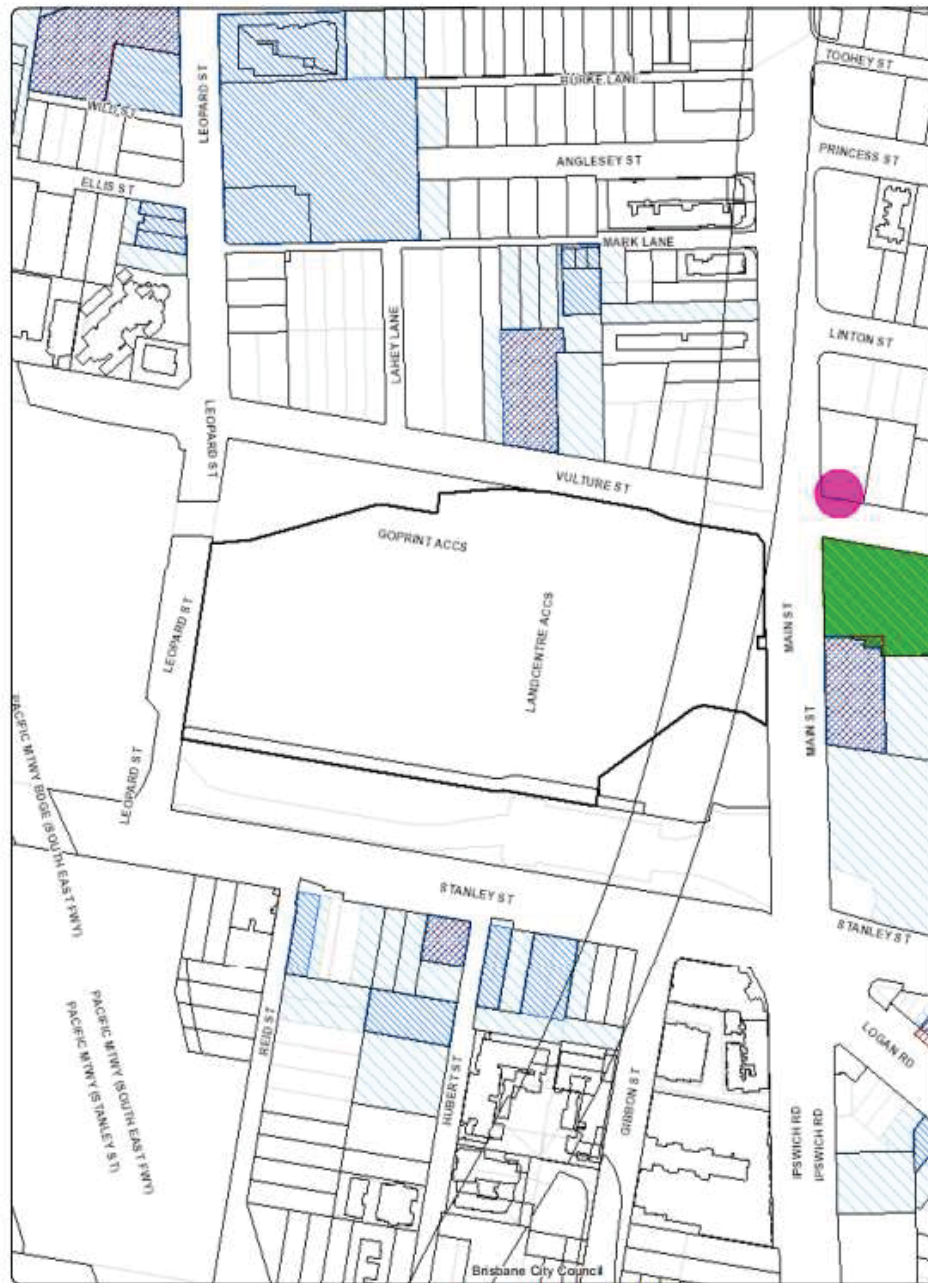 TOOHEY ST
BURKE LANE
LEOPARD ST
WILD ST
PRINCESS ST
ANGLESEY ST
ELLIS ST
MARK LANE
LINTON ST
LAHEY LANE
LEOPARD ST
VULTURE ST
GOPRINT ACCS
LEOPARD ST
LANDCENTRE ACCS
MAIN ST
MAIN ST
PACIFIC MTWY BDGE (SOUTH EAST FWY)
LEOPARD ST
STANLEY ST
STANLEY ST
REID ST
PACIFIC MTWY (SOUTH EAST FWY)
PACIFIC MTWY (STANLEY ST)
LOGAN RD
HUBERT ST
GIBBON ST
IPSWICH RD
IPSWICH RD
Brisbane City Council